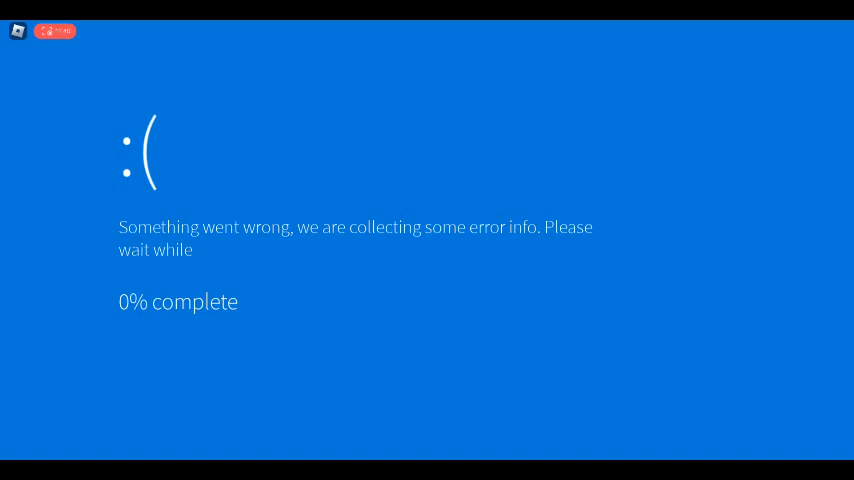 :(
Something went wrong, we are collecting some error info. Please
wait while
0% complete